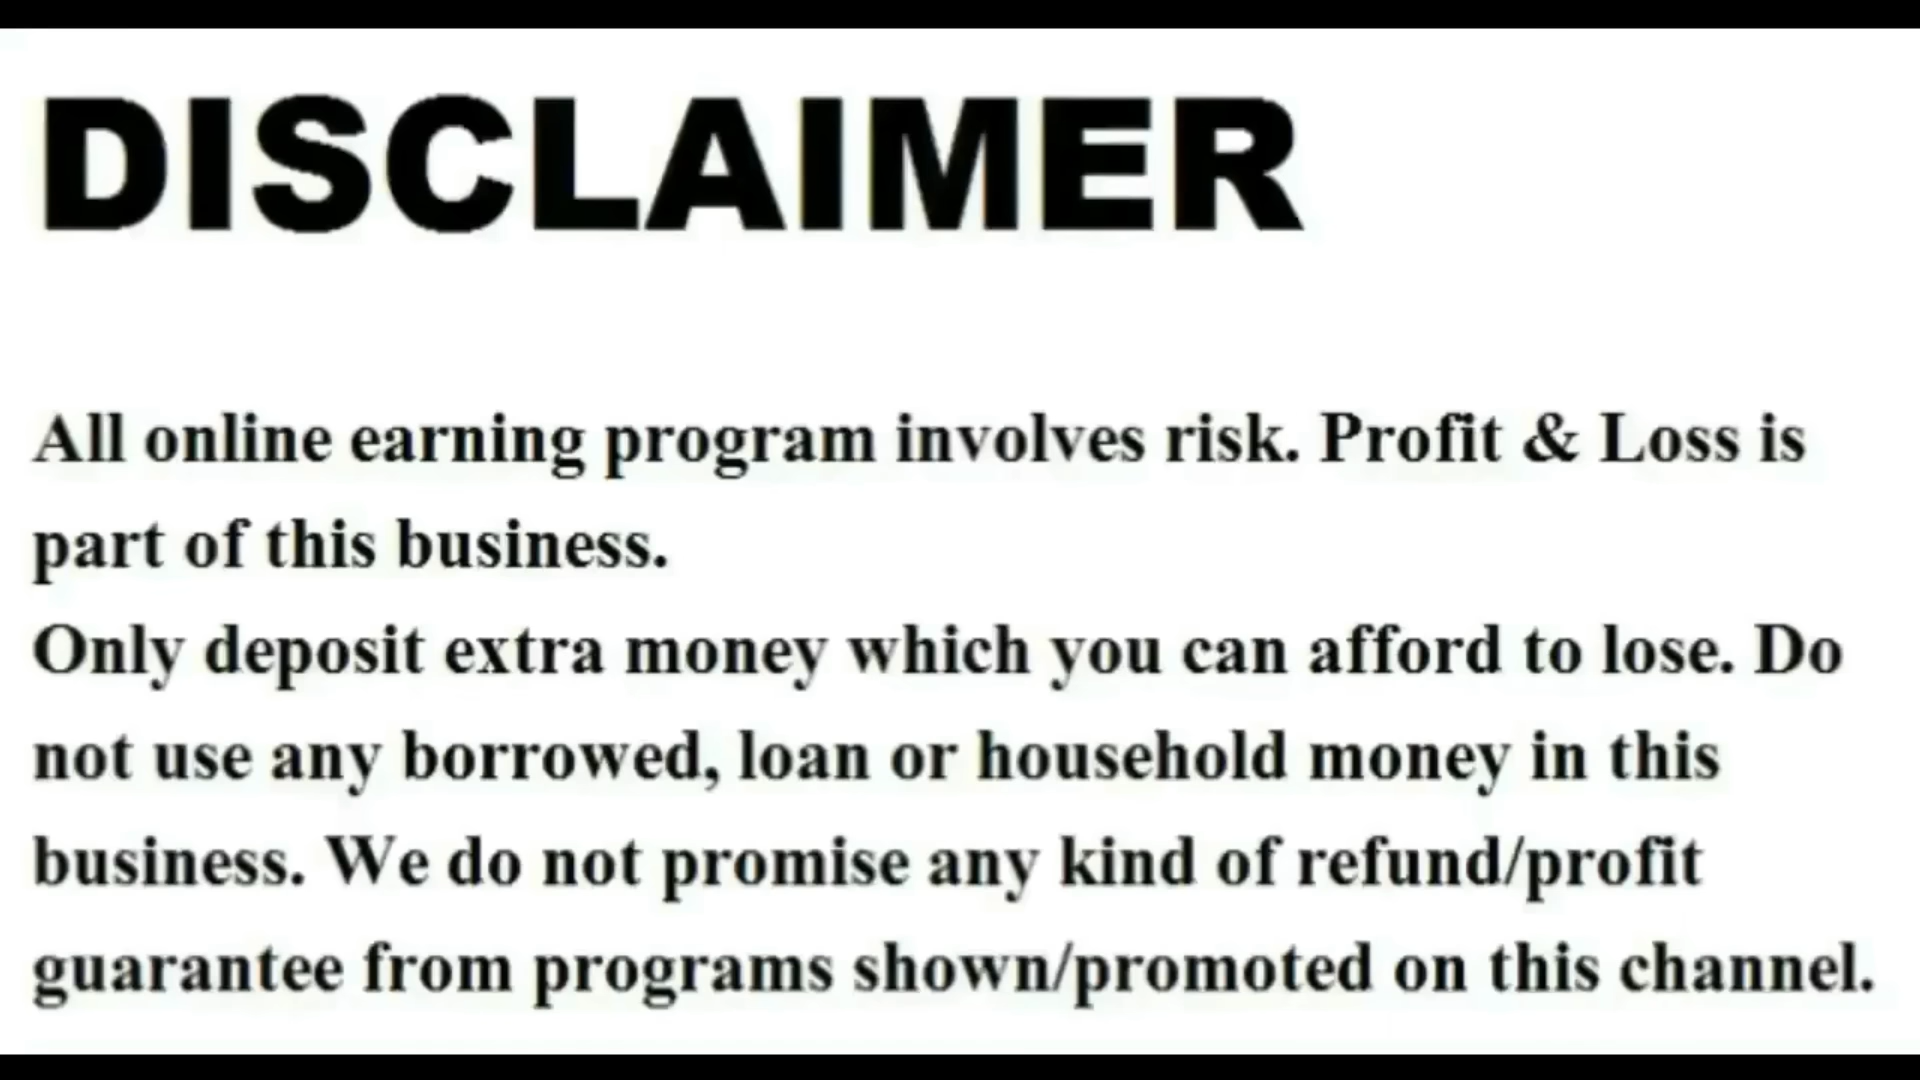 DISCLAIMER
All online earning program involves risk. Profit & Loss is
part of this business.
Only deposit extra money which you can afford to lose. Do
not use any borrowed, loan or household money in this
business. We do not promise any kind of refund/profit
guarantee from programs shown/promoted on this channel.